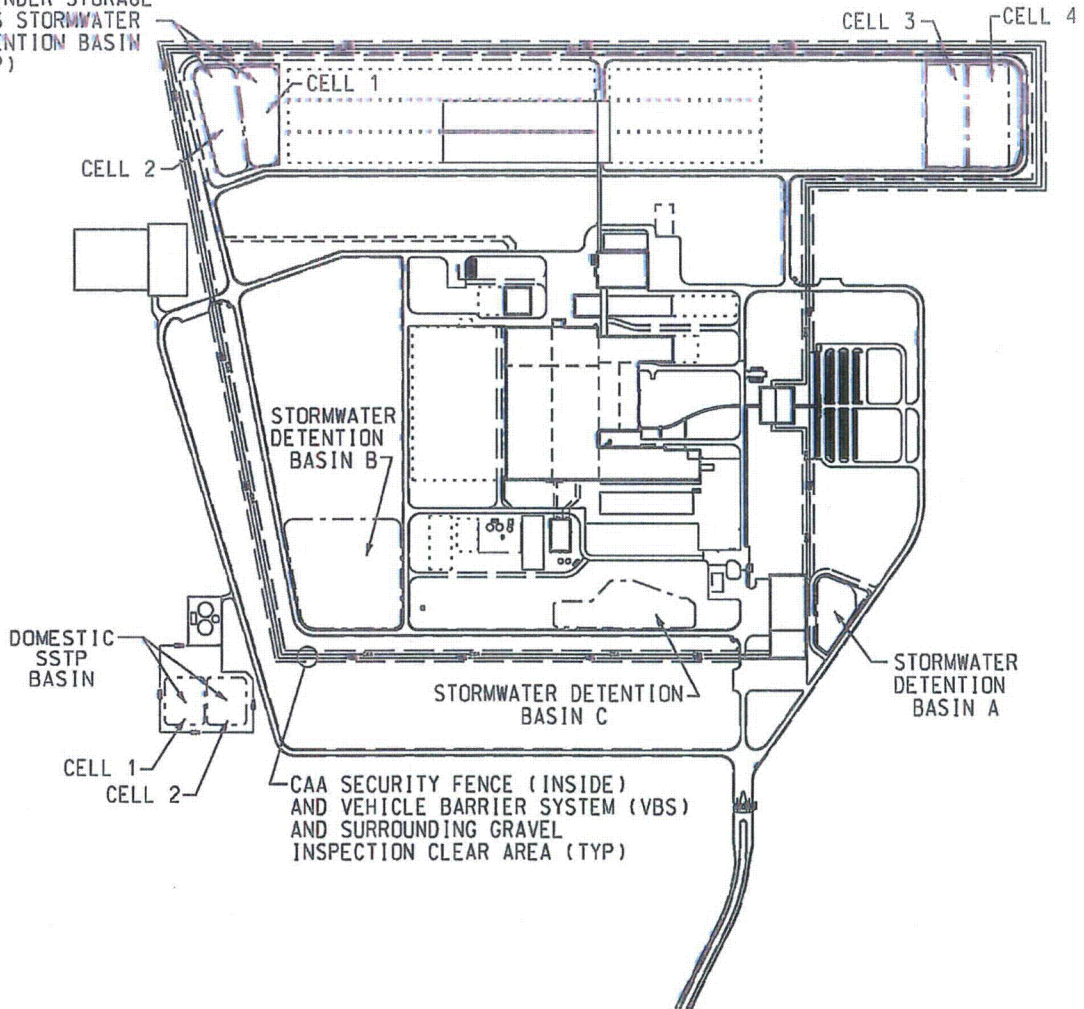 STORAGE
STORMWATER
BASIN
CELL 3
CELL 4
CELL 1
CELL 2
STORMWATER
DETENTION
BASIN B
DOMESTIC
SSTP
BASIN
STORMWATER DETENTION
BASIN C
STORMWATER
DETENTION
BASIN A
CELL 1
CELL 2
CAA SECURITY FENCE (INSIDE)
AND VEHICLE BARRIER SYSTEM (VBS)
AND SURROUNDING GRAVEL
INSPECTION CLEAR AREA (TYP)